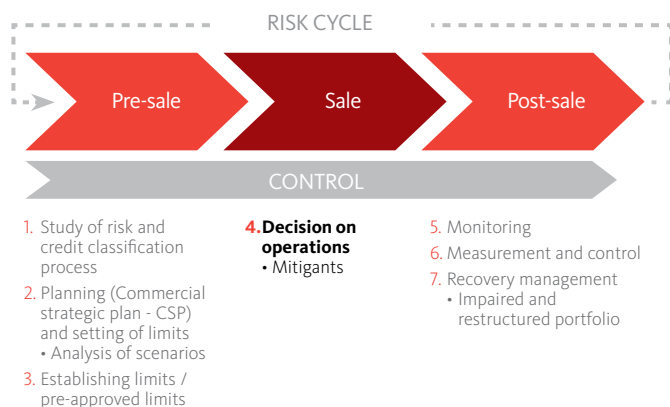 RISK CYCLE
Pre-sale
Sale
Post-sale
CONTROL
1. Study of risk and
credit classification
process
2. Planning (Commercial
strategic plan - CSP)
and setting of limits
• Analysis of scenarios
3. Establishing limits /
pre-approved limits
4. Decision on
operations
• Mitigants
5. Monitoring
6. Measurement and control
7. Recovery management
• Impaired and
restructured portfolio